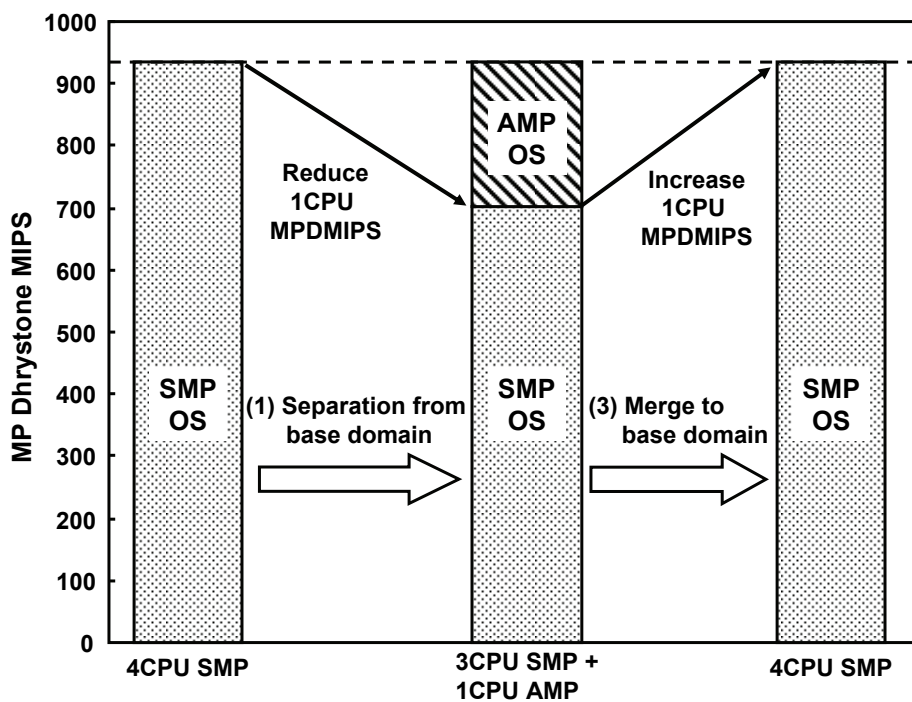 MP Dhrystone MIPS
1000
900
800
700
600
500
400
300
200
100
0
SMP
OS
Reduce
1CPU
MPDMIPS
(1) Separation from
base domain
AMP
OS
SMP
OS
Increase
1CPU
MPDMIPS
(3) Merge to
base domain
SMP
OS
4CPU SMP
3CPU SMP +
1CPU AMP
4CPU SMP